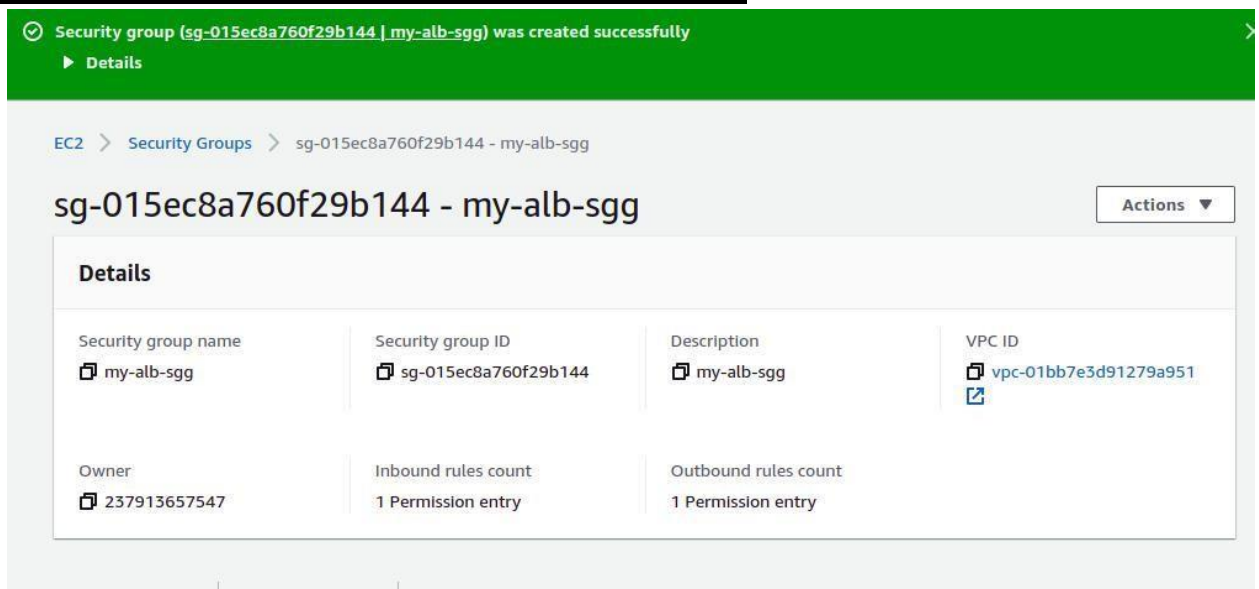 Security group (sg-015ec8a760f29b144 | my-alb-sgg) was created successfully
Details
EC2 > Security Groups > sg-015ec8a760f29b144 - my-alb-sgg
sg-015ec8a760f29b144 - my-alb-sgg
Actions
Details
Security group name Security group ID Description VPC ID
my-alb-sgg sg-015ec8a760f29b144 my-alb-sgg vpc-01bb7e3d91279a951
Owner Inbound rules count Outbound rules count
237913657547 1 Permission entry 1 Permission entry